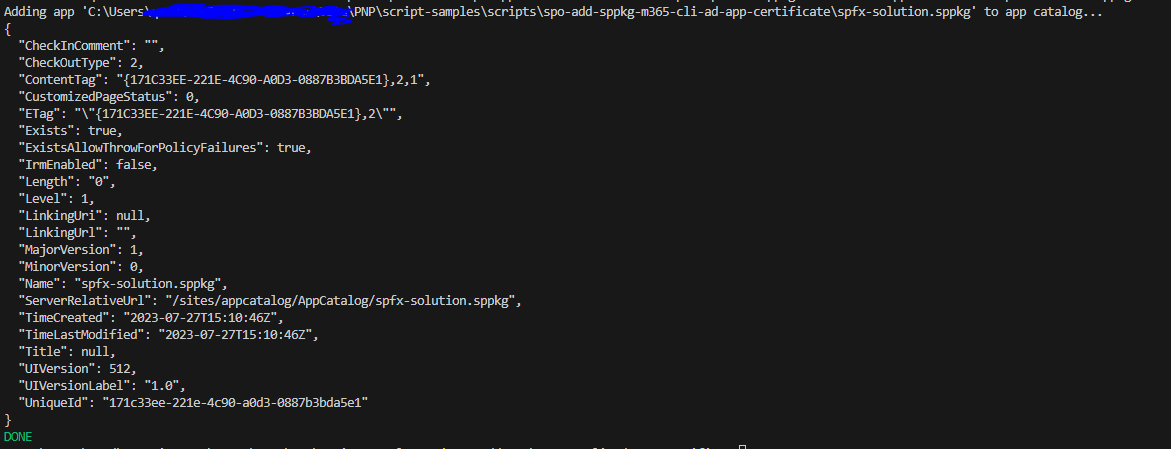 Adding app 'C:\Users\ \PNP\script-samples\scripts\spo-add-sppkg-m365-cli-ad-app-certificate\spfx-solution.sppkg' to app catalog...
{
  "CheckInComment": "",
  "CheckOutType": 2,
  "ContentTag": "{171C33EE-221E-4C90-A0D3-0887B3BDA5E1},2,1",
  "CustomizedPageStatus": 0,
  "ETag": "\"{171C33EE-221E-4C90-A0D3-0887B3BDA5E1},2\"",
  "Exists": true,
  "ExistsAllowThrowForPolicyFailures": true,
  "IrmEnabled": false,
  "Length": "0",
  "Level": 1,
  "LinkingUri": null,
  "LinkingUrl": "",
  "MajorVersion": 1,
  "MinorVersion": 0,
  "Name": "spfx-solution.sppkg",
  "ServerRelativeUrl": "/sites/appcatalog/AppCatalog/spfx-solution.sppkg",
  "TimeCreated": "2023-07-27T15:10:46Z",
  "TimeLastModified": "2023-07-27T15:10:46Z",
  "Title": null,
  "UIVersion": 512,
  "UIVersionLabel": "1.0",
  "UniqueId": "171c33ee-221e-4c90-a0d3-0887b3bda5e1"
}
DONE